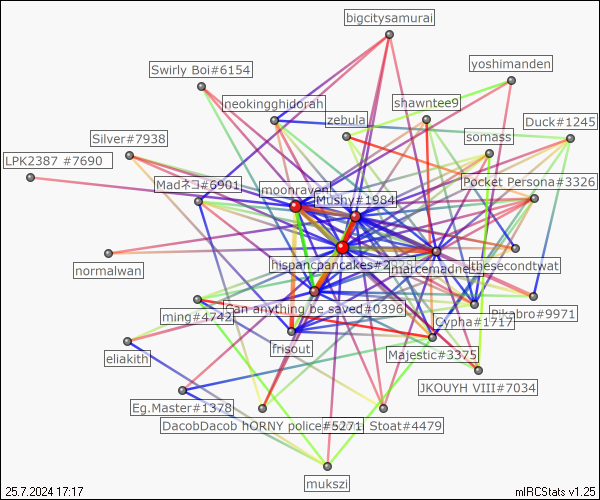 bigcitysamurai
yoshimanden
Swirly Boi#6154
neokingghidorah
shawntee9
zebula
Duck#1245
Silver#7938
somass
LPK2387 #7690
Madネコ#6901
moonraven
Mushy#1984
Pocket Persona#3326
hispancpancakes#2
marcemadness
thesecondtwat
normalwan
Can anything be saved#0396
Pikabro#9971
ming#4742
Cypha#1717
eliakith
frisout
Majestic#3375
JKOUYH VIII#7034
Eg.Master#1378
DacobDacob hQRNY police#5271
Stoat#4479
mukszi
25.7.2024 17:17
mIRCStats v1.25